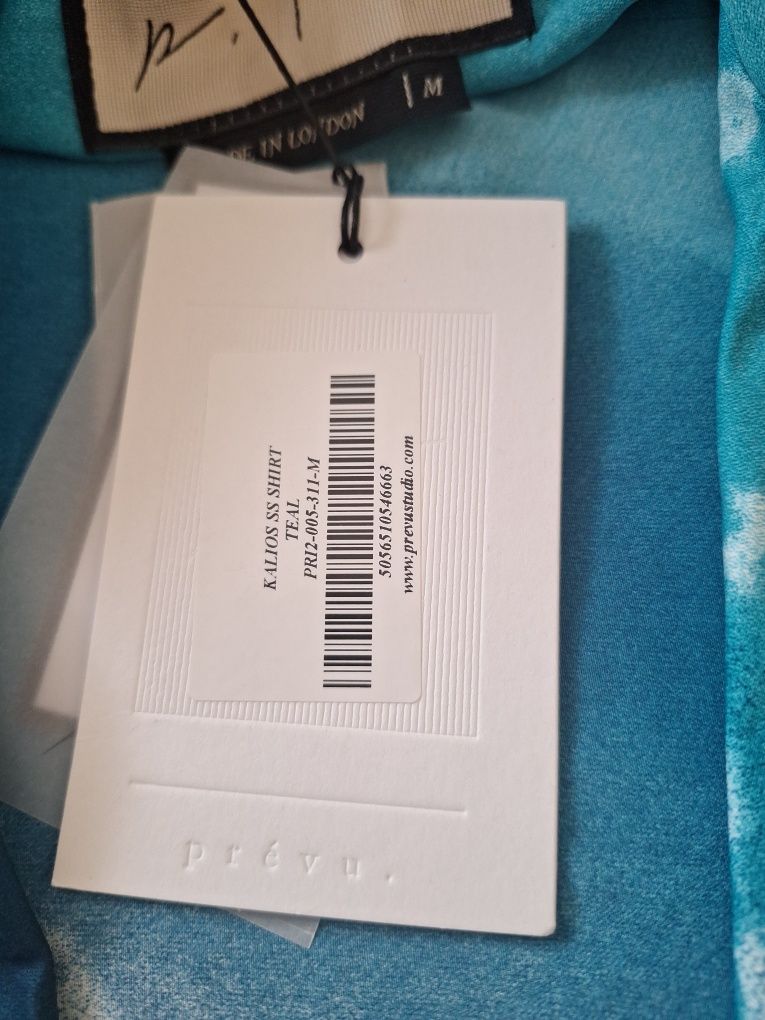 IN LONDON
M
KALIOS SS SHIRT
TEAL
PRI2-005-311-M
5056510546663
www.prevustudio.com
prévu.